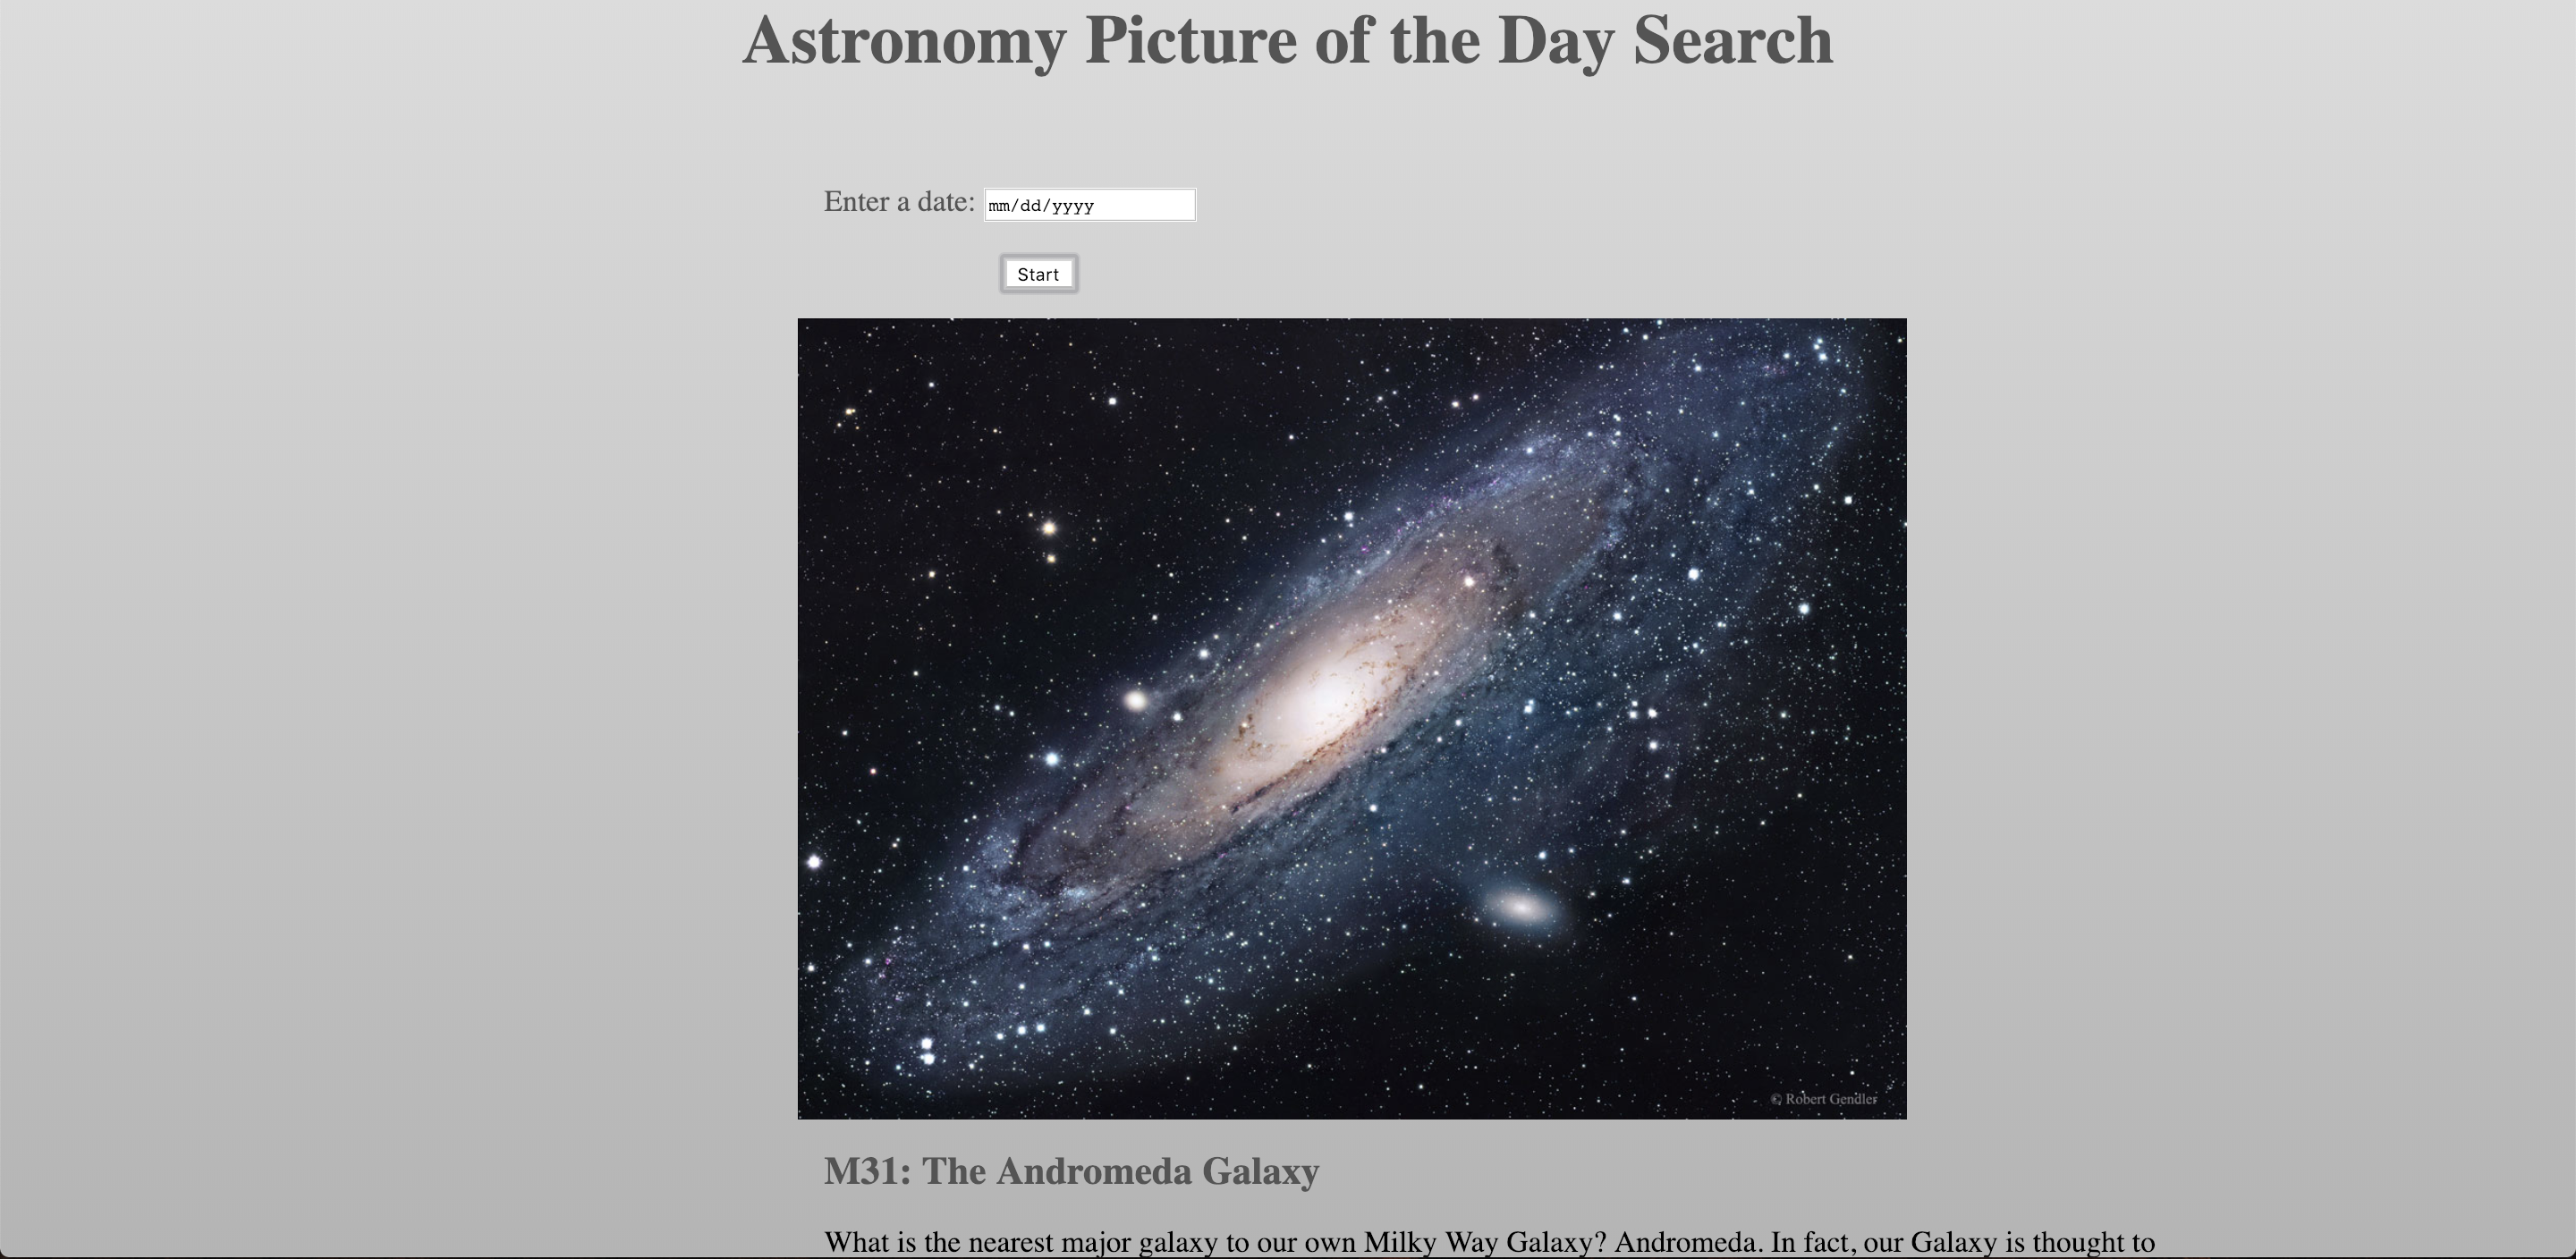 Astronomy Picture of the Day Search
Enter a date: mm/dd/yyyy
Start
© Robert Gendler
M31: The Andromeda Galaxy
What is the nearest major galaxy to our own Milky Way Galaxy? Andromeda. In fact, our Galaxy is thought to